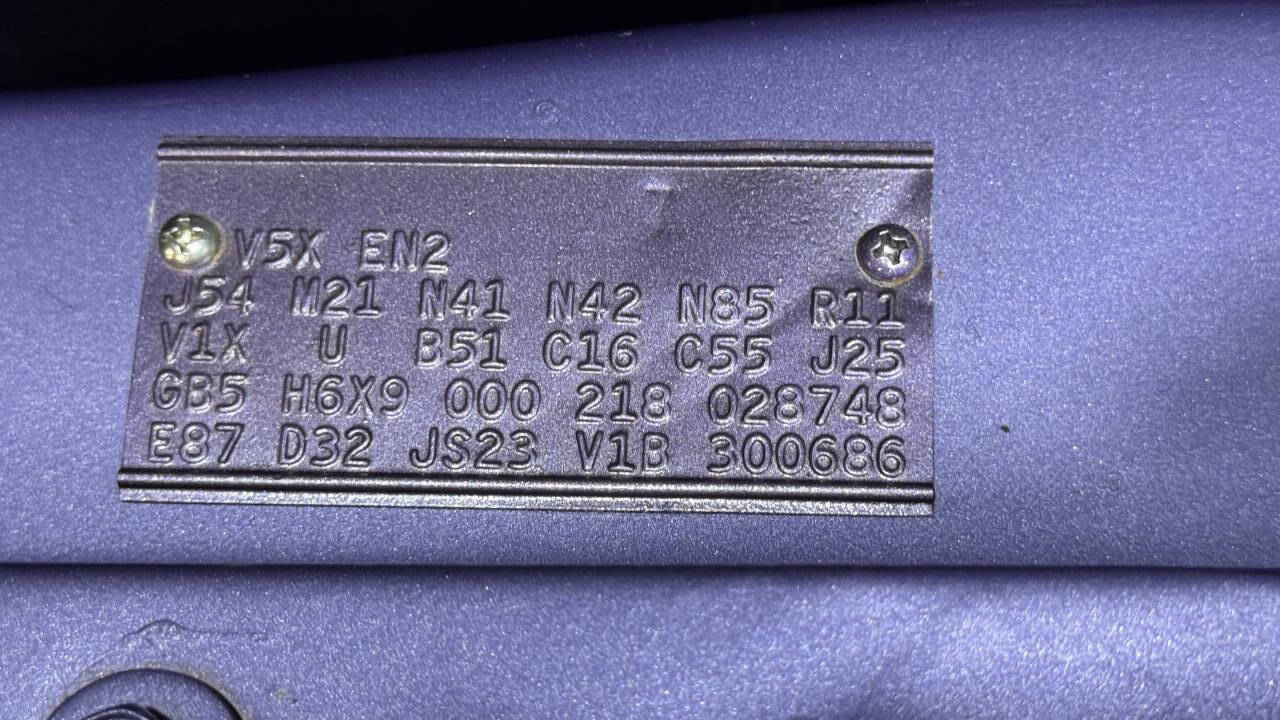 V5X EN2
J54 M21 N41 N42 N85 R11
V1X U B51 C16 C55 J25
GB5 H6X9 000 218 028748
E87 D32 JS23 V1B 300686